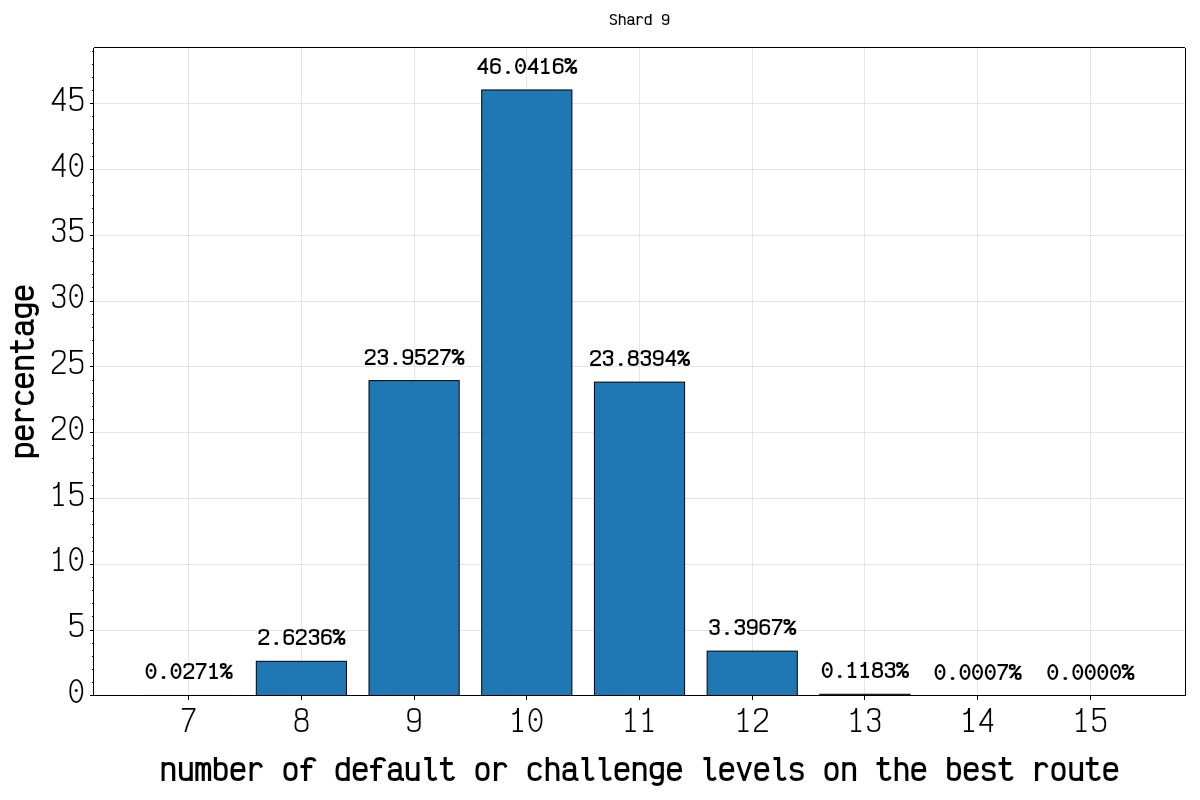 Shard 9
46.0416%
45
40
35
30
23.9527% 23.8394%
25
20
15
10
5
2.6236% 3.3967%
0.0271% 0.1183% 0.0007% 0.0000%
0
7 8 9 10 11 12 13 14 15
percentage
number of default or challenge levels on the best route